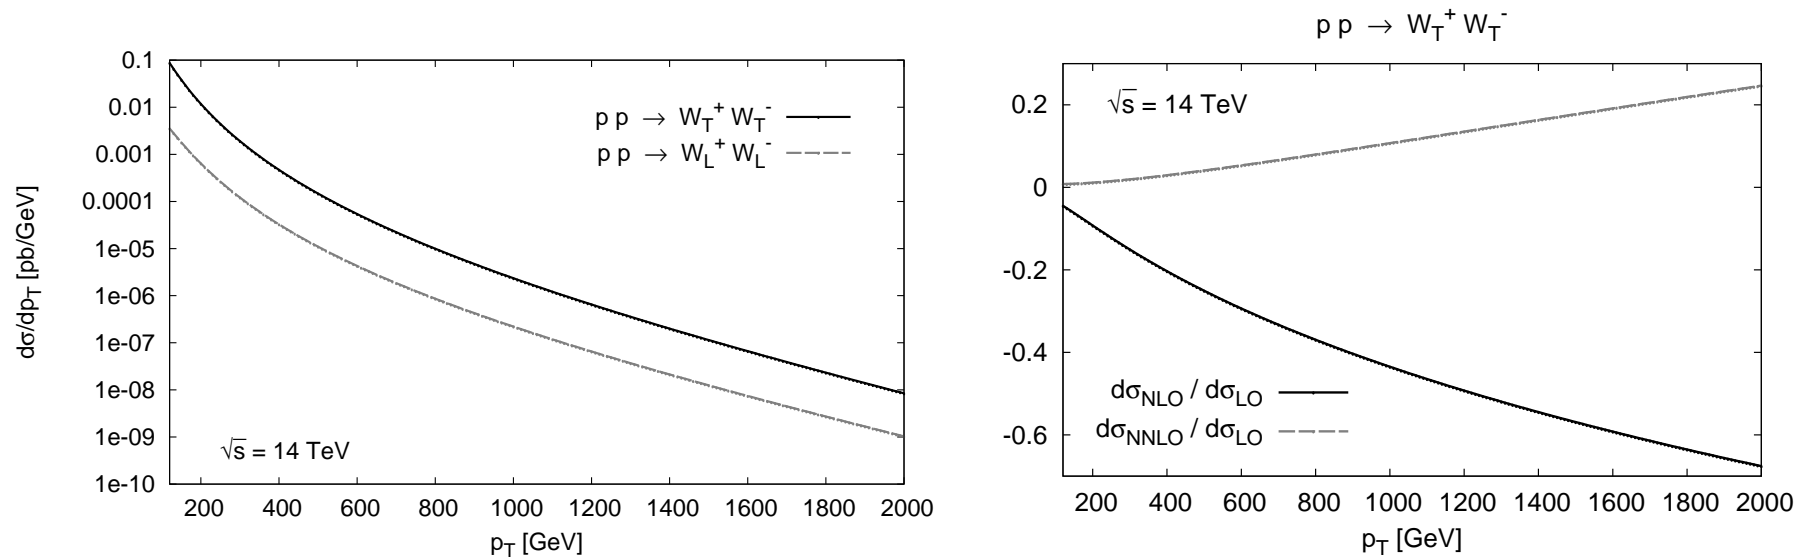 0.1
0.01
0.001
0.0001
1e-05
1e-06
1e-07
1e-08
1e-09
1e-10
dσ/dp_T [pb/GeV]
p p → W_T^+ W_T^-
p p → W_L^+ W_L^-
√s = 14 TeV
200 400 600 800 1000 1200 1400 1600 1800 2000
p_T [GeV]
p p → W_T^+ W_T^-
√s = 14 TeV
0.2
0
-0.2
-0.4
-0.6
dσ_NLO / dσ_LO
dσ_NNLO / dσ_LO
200 400 600 800 1000 1200 1400 1600 1800 2000
p_T [GeV]